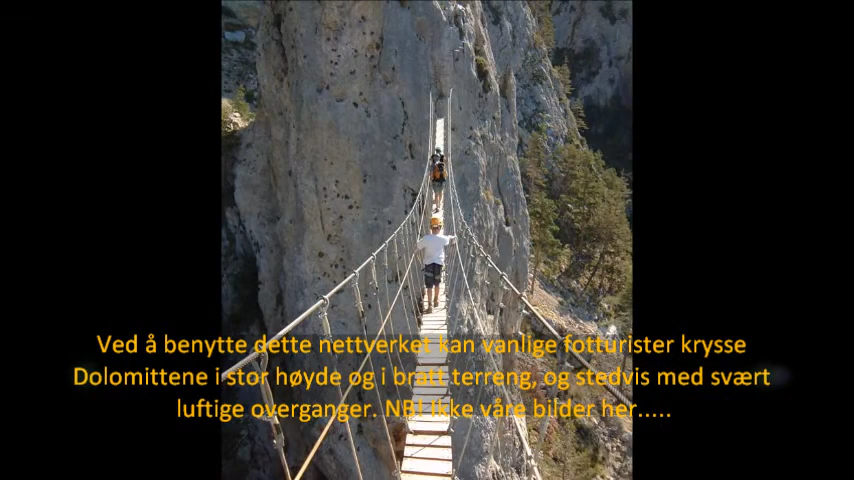 Ved å benytte dette nettverket kan vanlige fotturister krysse
Dolomittene i stor høyde og i bratt terreng, og stedvis med svært
luftige overganger. NB! Ikke våre bilder her.....